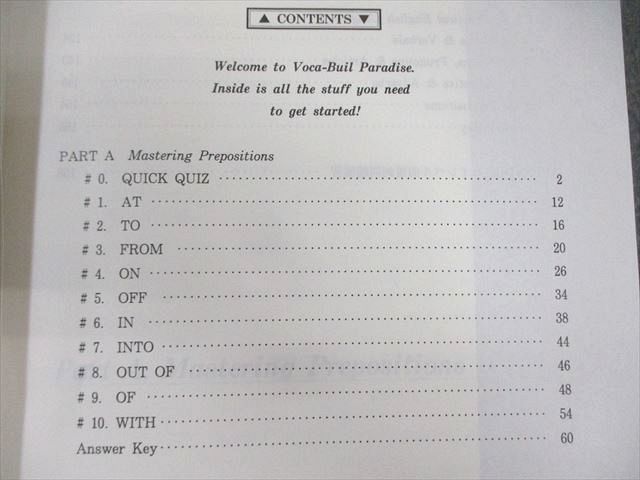 ▲ CONTENTS ▼
Welcome to Voca-Buil Paradise.
Inside is all the stuff you need
to get started!
PART A Mastering Prepositions
# 0. QUICK QUIZ 2
# 1. AT 12
# 2. TO 16
# 3. FROM 20
# 4. ON 26
# 5. OFF 34
# 6. IN 38
# 7. INTO 44
# 8. OUT OF 46
# 9. OF 48
# 10. WITH 54
Answer Key 60